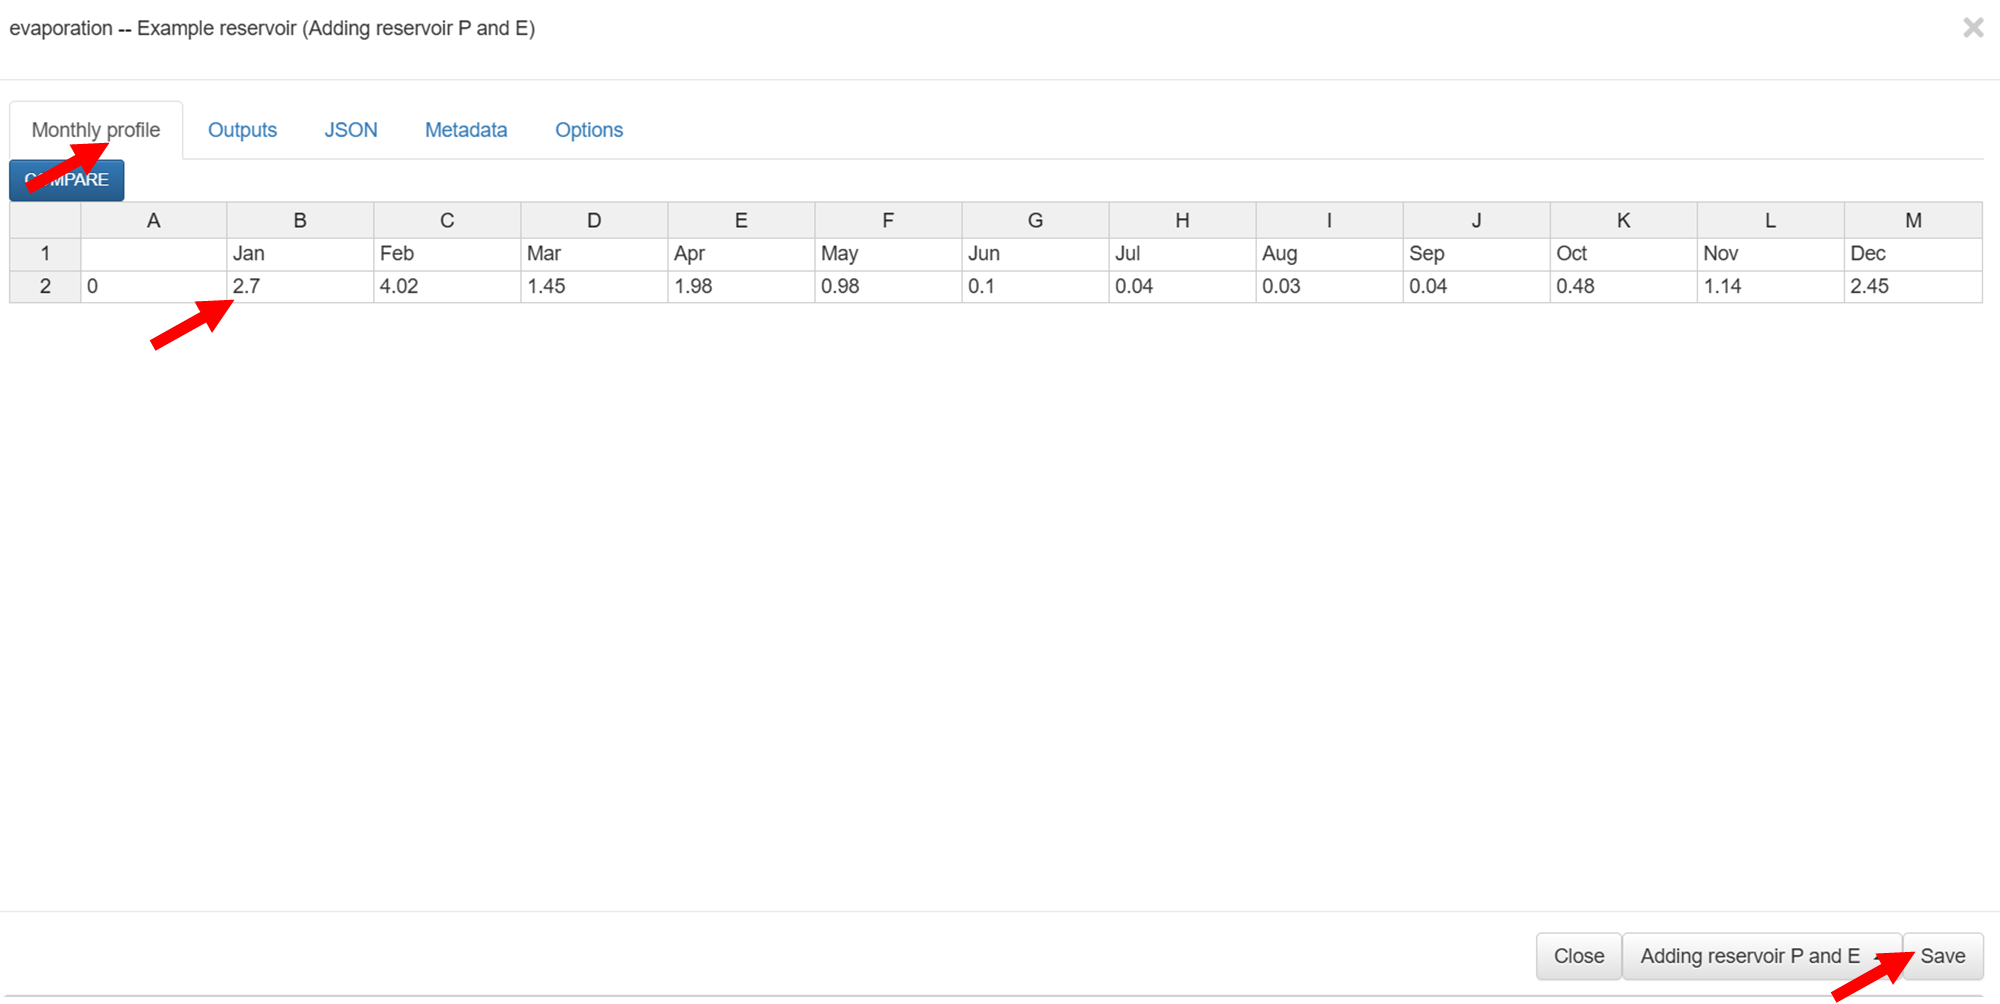 evaporation -- Example reservoir (Adding reservoir P and E)
×
Monthly profile Outputs JSON Metadata Options
COMPARE
A B C D E F G H I J K L M
1 Jan Feb Mar Apr May Jun Jul Aug Sep Oct Nov Dec
2 0 2.7 4.02 1.45 1.98 0.98 0.1 0.04 0.03 0.04 0.48 1.14 2.45
Close Adding reservoir P and E Save